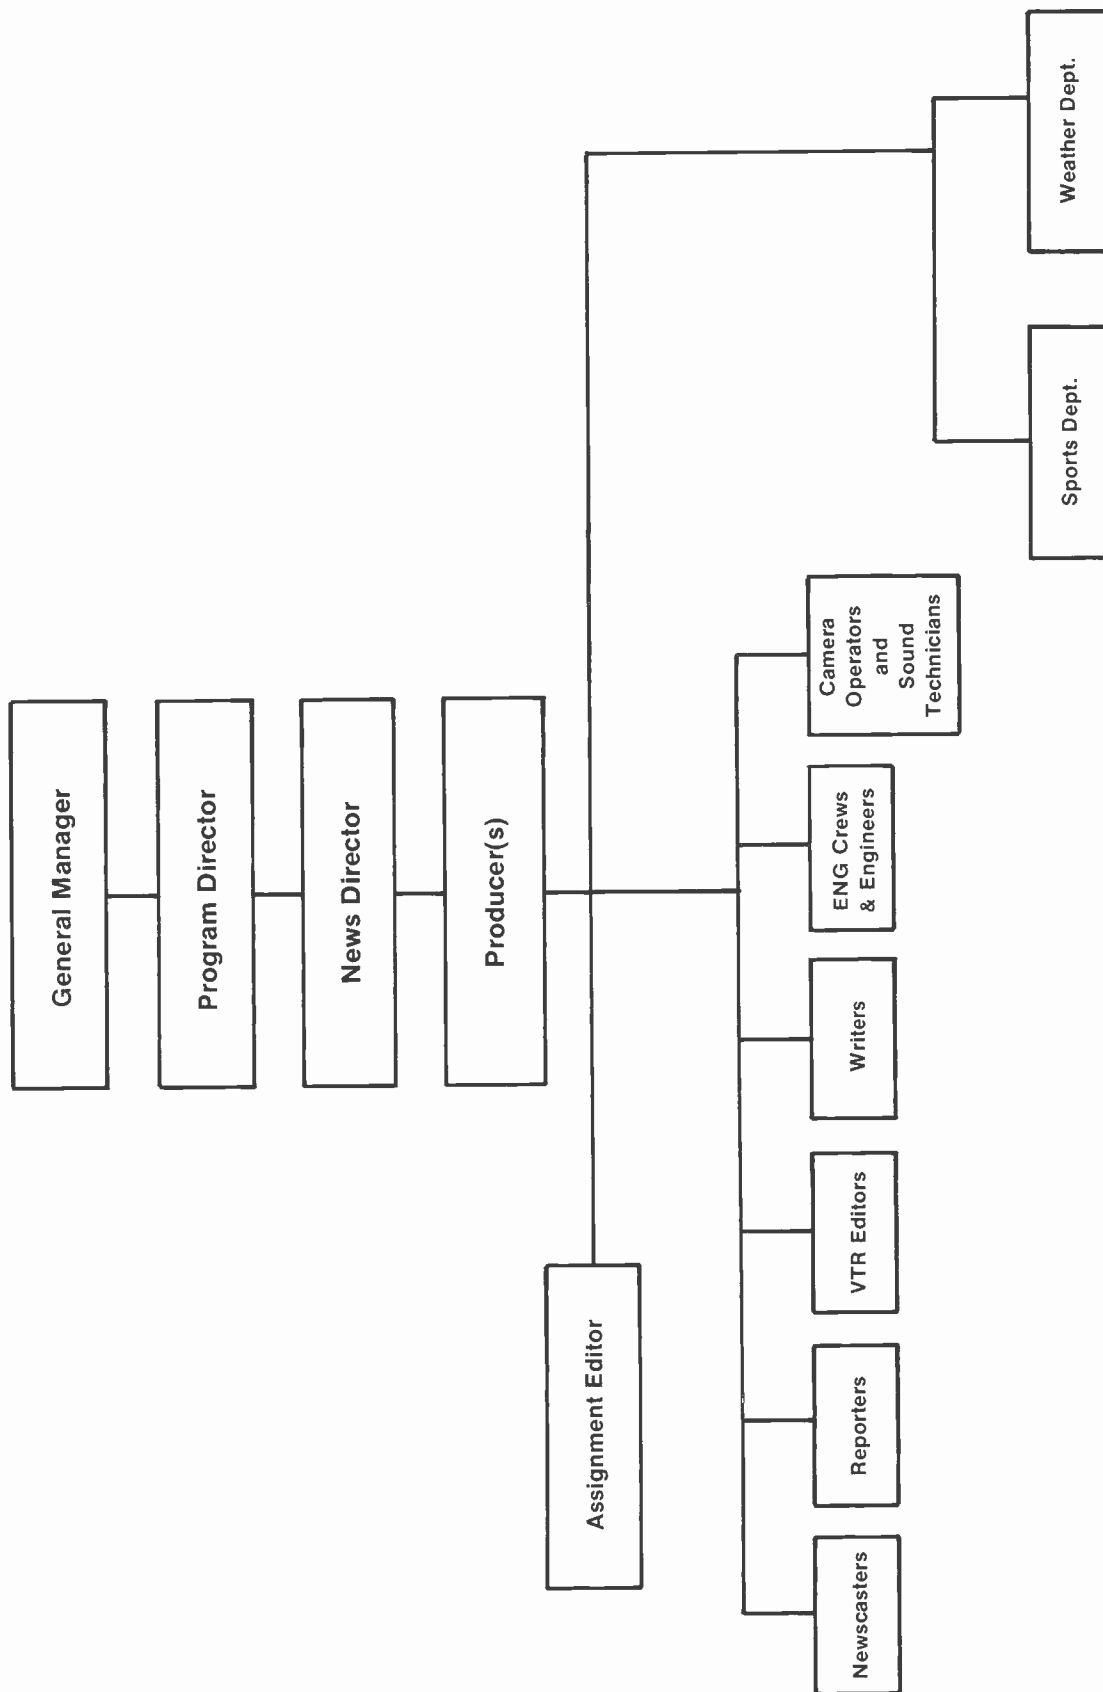 General Manager
Program Director
News Director
Producer(s)
Assignment Editor
Newscasters
Reporters
VTR Editors
Writers
ENG Crews
& Engineers
Camera
Operators
and
Sound
Technicians
Sports Dept.
Weather Dept.